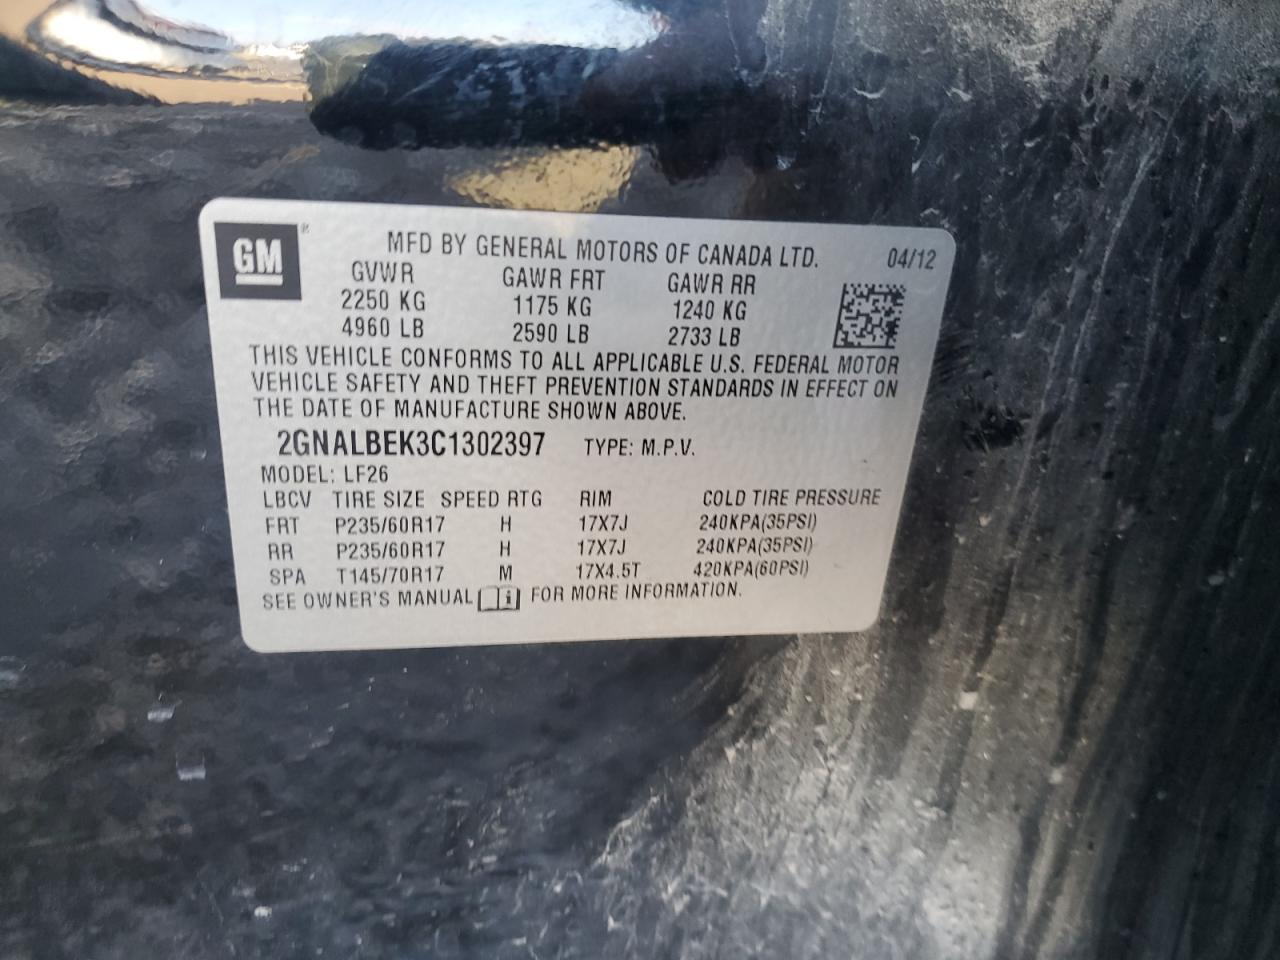 GM ®
MFD BY GENERAL MOTORS OF CANADA LTD. 04/12
GVWR GAWR FRT GAWR RR
2250 KG 1175 KG 1240 KG
4960 LB 2590 LB 2733 LB
THIS VEHICLE CONFORMS TO ALL APPLICABLE U.S. FEDERAL MOTOR
VEHICLE SAFETY AND THEFT PREVENTION STANDARDS IN EFFECT ON
THE DATE OF MANUFACTURE SHOWN ABOVE.
2GNALBEK3C1302397 TYPE: M.P.V.
MODEL: LF26
LBCV TIRE SIZE SPEED RTG RIM COLD TIRE PRESSURE
FRT P235/60R17 H 17X7J 240KPA(35PSI)
RR P235/60R17 H 17X7J 240KPA(35PSI)
SPA T145/70R17 M 17X4.5T 420KPA(60PSI)
SEE OWNER'S MANUAL i FOR MORE INFORMATION.